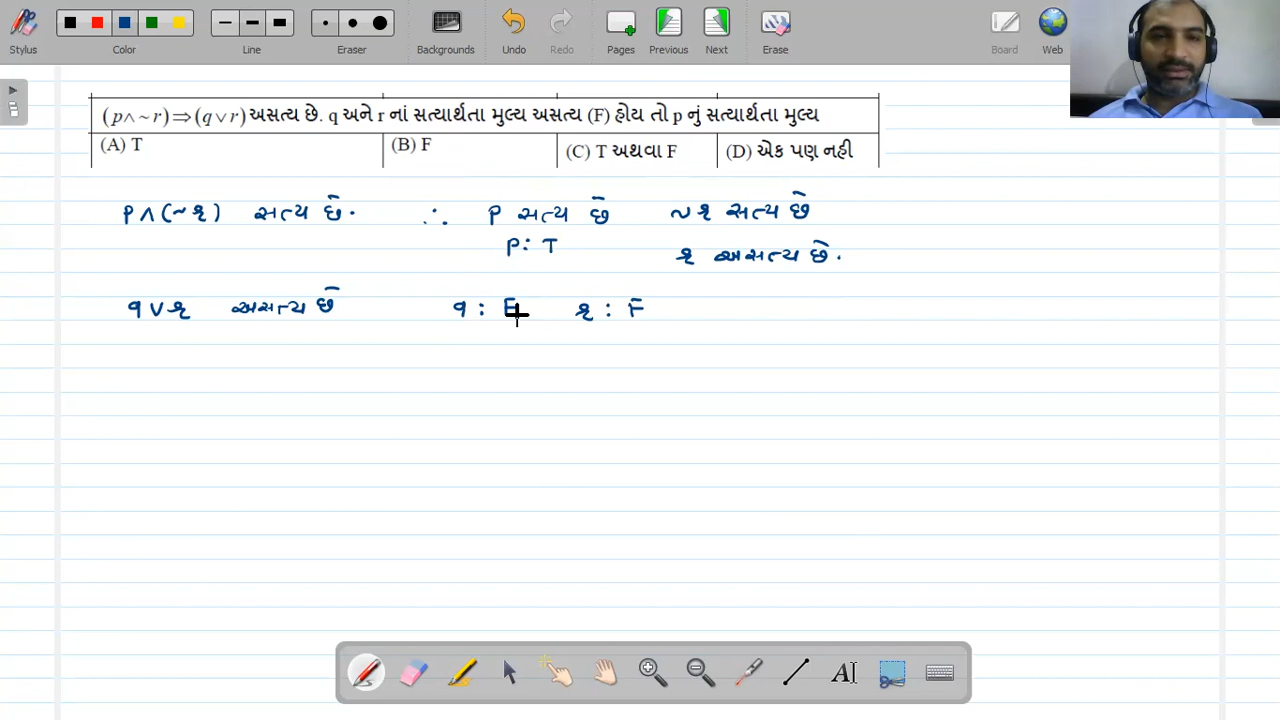 Stylus Color Line Eraser Backgrounds Undo Redo Pages Previous Next Erase Board Web
(p∧~r)⇒(q∨r) અસત્ય છે. q અને r નાં સત્યાર્થતા મુલ્ય અસત્ય (F) હોય તો p નું સત્યાર્થતા મુલ્ય
(A) T (B) F (C) T અથવા F (D) એક પણ નહી
p∧(~r) સત્ય છે. ∴ p સત્ય છે ~r સત્ય છે
p: T r અસત્ય છે.
q∨r અસત્ય છે q : F r : F